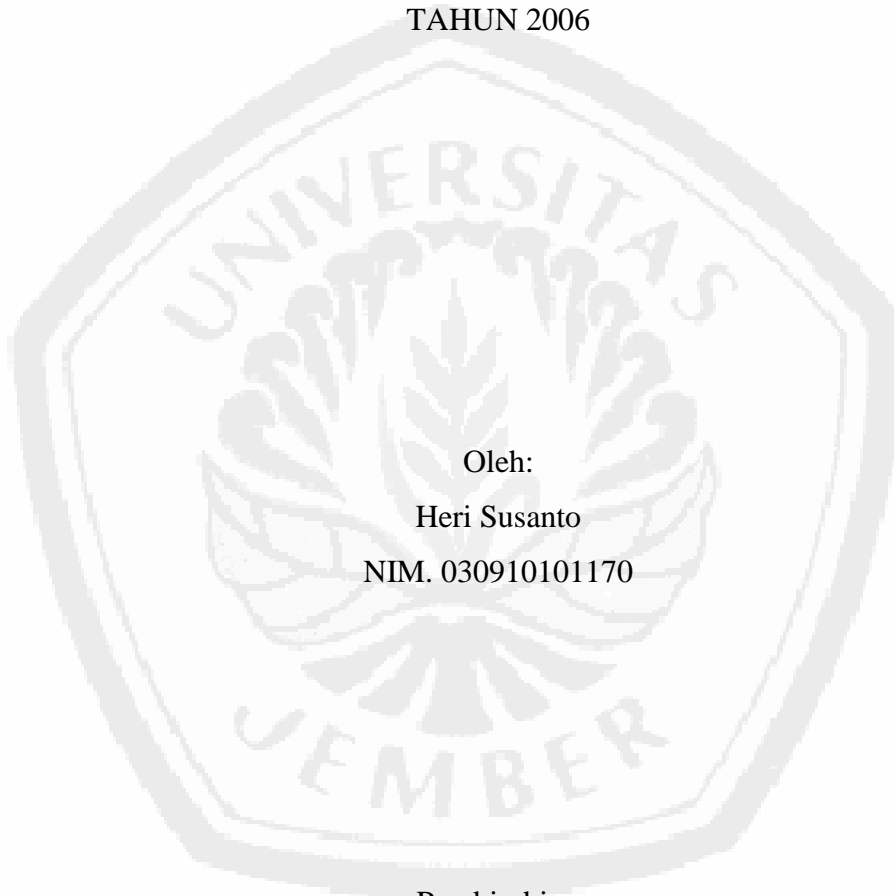 TAHUN 2006
UNIVERSITAS
Oleh:
Heri Susanto
NIM. 030910101170
JEMBER